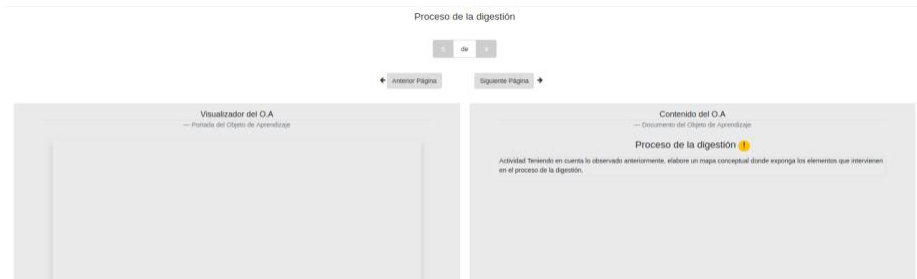 Proceso de la digestión
de
Anterior Página
Siguiente Página
Visualizador del O.A
— Portada del Objeto de Aprendizaje
Contenido del O.A
— Documento del Objeto de Aprendizaje
Proceso de la digestión !
Actividad Teniendo en cuenta lo observado anteriormente, elabore un mapa conceptual donde exponga los elementos que intervienen
en el proceso de la digestión.